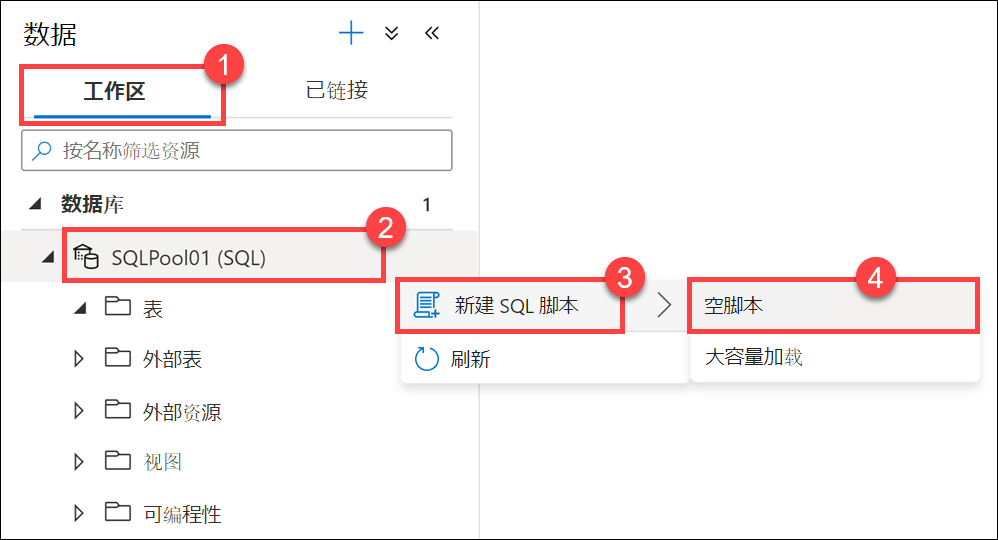 数据
1
工作区
已链接
按名称筛选资源
数据库
1
2
SQLPool01 (SQL)
3
4
表
新建 SQL 脚本
空脚本
外部表
刷新
大容量加载
外部资源
视图
可编程性